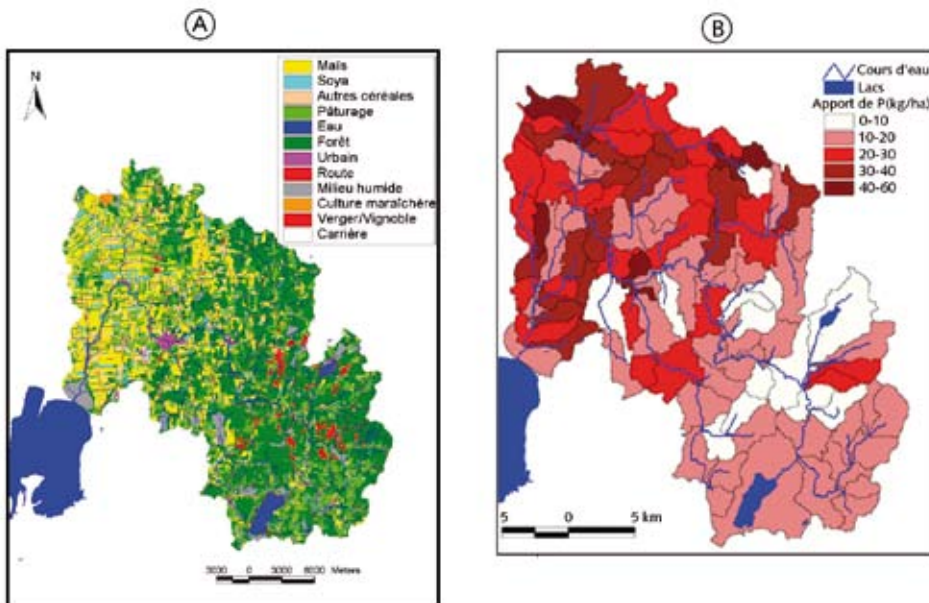 A
N
Maïs
Soya
Autres céréales
Pâturage
Eau
Forêt
Urbain
Route
Milieu humide
Culture maraîchère
Verger/Vignoble
Carrière
3000 0 3000 6000 Meters
B
Cours d'eau
Lacs
Apport de P(kg/ha)
0-10
10-20
20-30
30-40
40-60
5 0 5 km